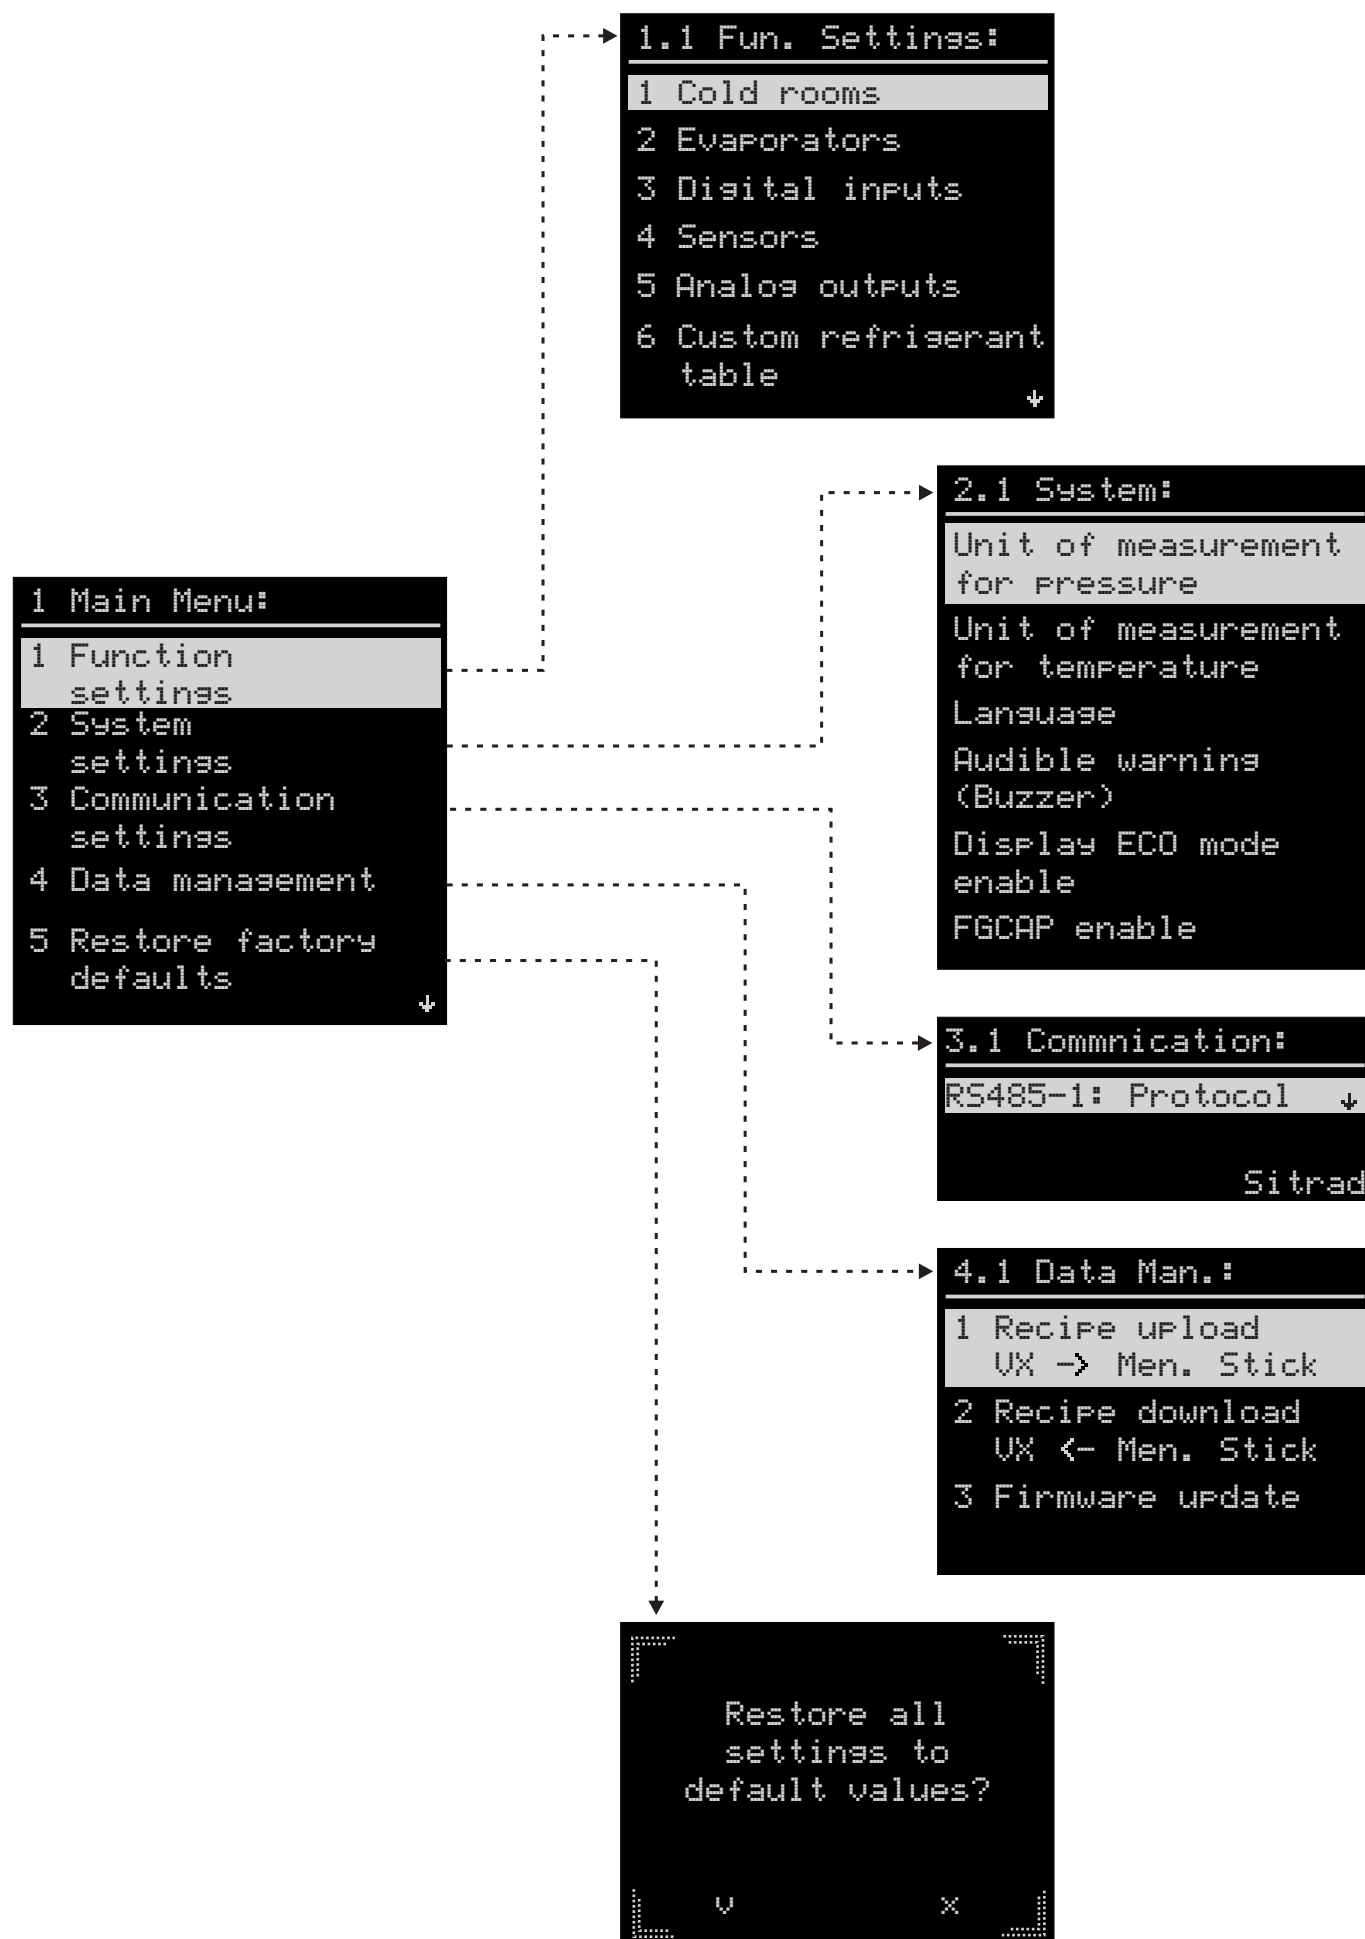 1.1 Fun. Settings:
1 Cold rooms
2 Evaporators
3 Digital inputs
4 Sensors
5 Analog outputs
6 Custom refrigerant
table
2.1 System:
Unit of measurement
for pressure
Unit of measurement
for temperature
Language
Audible warning
(Buzzer)
Display ECO mode
enable
FGCAP enable
1 Main Menu:
1 Function
settings
2 System
settings
3 Communication
settings
4 Data management
5 Restore factory
defaults
3.1 Commnication:
RS485-1: Protocol
Sitrad
4.1 Data Man.:
1 Recipe upload
VX -> Men. Stick
2 Recipe download
VX <- Men. Stick
3 Firmware update
Restore all
settings to
default values?
V X